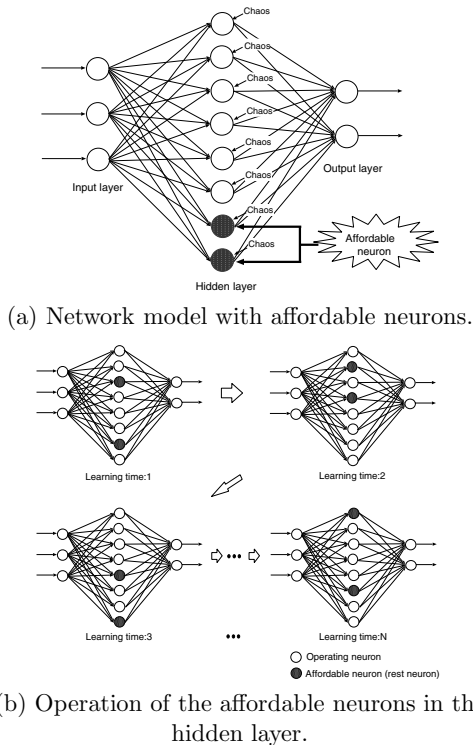 Chaos
Chaos
Chaos
Chaos
Chaos
Chaos
Chaos
Chaos
Input layer
Output layer
Hidden layer
Affordable
neuron
(a) Network model with affordable neurons.
Learning time:1
Learning time:2
Learning time:3
Learning time:N
Operating neuron
Affordable neuron (rest neuron)
(b) Operation of the affordable neurons in th
hidden layer.